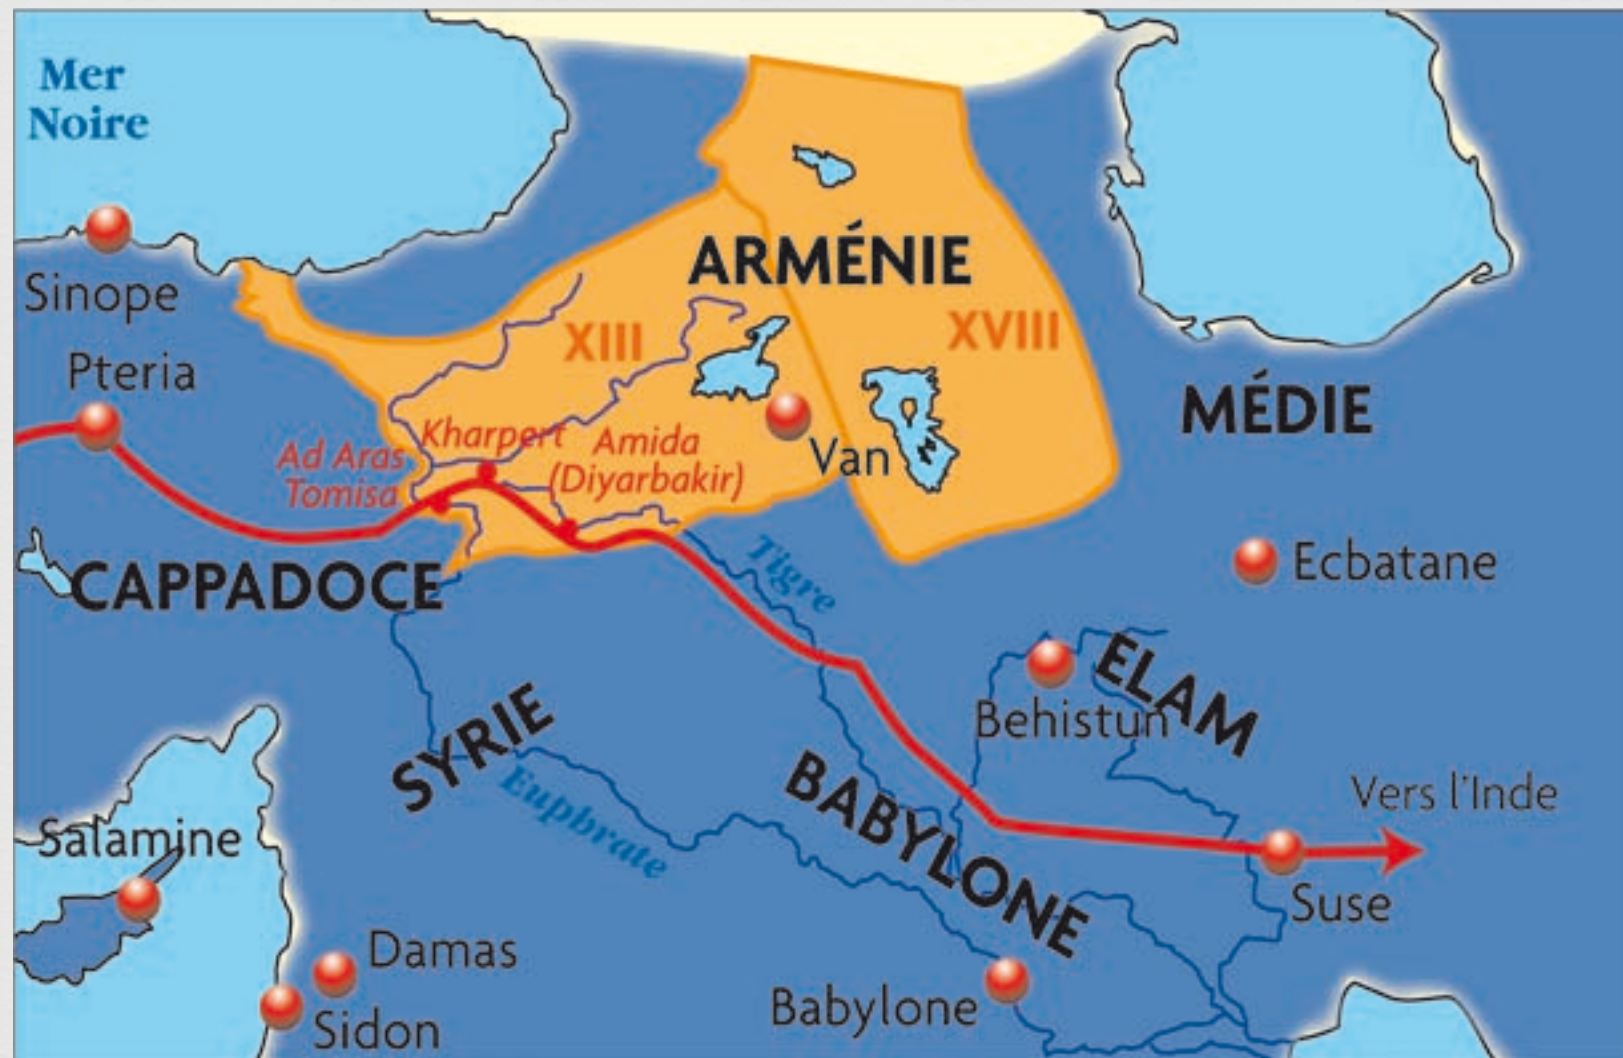 Mer
Noire
Sinope
Pteria
ARMÉNIE
XIII
XVIII
MÉDIE
Kharpert
Ad Aras
Tomisa
Amida
(Diyarbakir)
Van
Ecbatane
CAPPADOCE
Tigre
ELAM
Behistun
SYRIE
Euphrate
BABYLONE
Vers l'Inde
Suse
Salamine
Damas
Sidon
Babylone